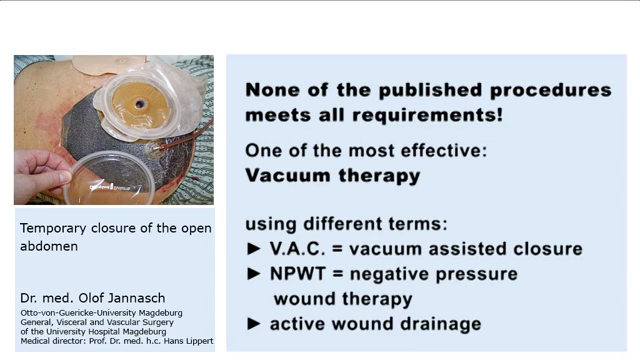 None of the published procedures
meets all requirements!
One of the most effective:
Vacuum therapy
using different terms:
► V.A.C. = vacuum assisted closure
► NPWT = negative pressure
wound therapy
► active wound drainage
Temporary closure of the open
abdomen
Dr. med. Olof Jannasch
Otto-von-Guericke-University Magdeburg
General, Visceral and Vascular Surgery
of the University Hospital Magdeburg
Medical director: Prof. Dr. med. h.c. Hans Lippert